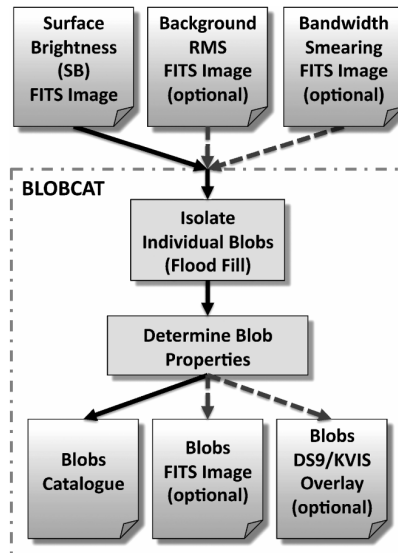 Surface
Brightness
(SB)
FITS Image
Background
RMS
FITS Image
(optional)
Bandwidth
Smearing
FITS Image
(optional)
BLOBCAT
Isolate
Individual Blobs
(Flood Fill)
Determine Blob
Properties
Blobs
Catalogue
Blobs
FITS Image
(optional)
Blobs
DS9/KVIS
Overlay
(optional)